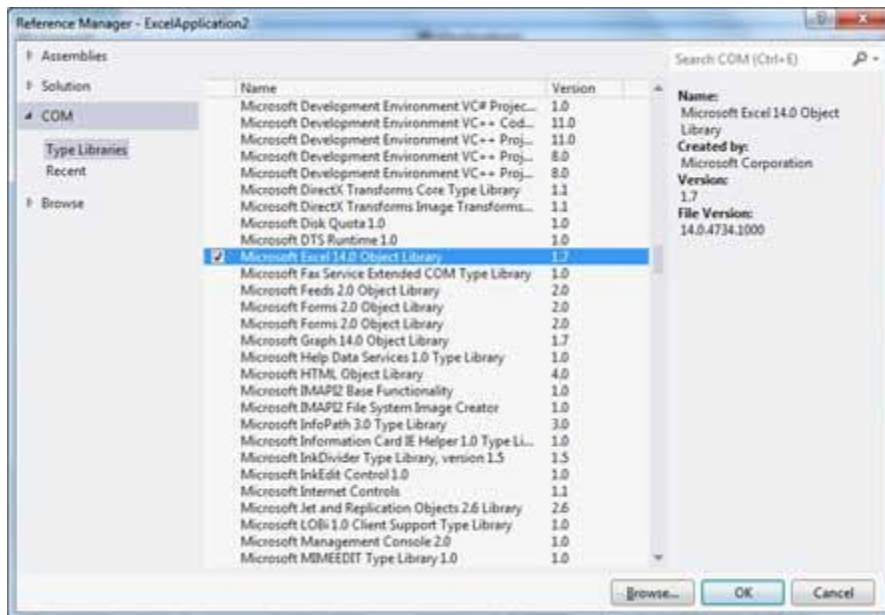 Reference Manager - ExcelApplication2
Assemblies
Solution
COM
Type Libraries
Recent
Browse
Search COM (Ctrl+E)
Name Version
Microsoft Development Environment VC# Projec... 1.0
Microsoft Development Environment VC++ Cod... 11.0
Microsoft Development Environment VC++ Proj... 11.0
Microsoft Development Environment VC++ Proj... 8.0
Microsoft Development Environment VC++ Proj... 8.0
Microsoft DirectX Transforms Core Type Library 1.1
Microsoft DirectX Transforms Image Transforms... 1.1
Microsoft Disk Quota 1.0 1.0
Microsoft DTS Runtime 1.0 1.0
Microsoft Excel 14.0 Object Library 1.7
Microsoft Fax Service Extended COM Type Library 1.0
Microsoft Feeds 2.0 Object Library 2.0
Microsoft Forms 2.0 Object Library 2.0
Microsoft Forms 2.0 Object Library 2.0
Microsoft Graph 14.0 Object Library 1.7
Microsoft Help Data Services 1.0 Type Library 1.0
Microsoft HTML Object Library 4.0
Microsoft IMAPI2 Base Functionality 1.0
Microsoft IMAPI2 File System Image Creator 1.0
Microsoft InfoPath 3.0 Type Library 3.0
Microsoft Information Card IE Helper 1.0 Type Li... 1.0
Microsoft InkDivider Type Library, version 1.5 1.5
Microsoft InkEdit Control 1.0 1.0
Microsoft Internet Controls 1.1
Microsoft Jet and Replication Objects 2.6 Library 2.6
Microsoft LOBi 1.0 Client Support Type Library 1.0
Microsoft Management Console 2.0 1.0
Microsoft MIMEEDIT Type Library 1.0 1.0
Name:
Microsoft Excel 14.0 Object
Library
Created by:
Microsoft Corporation
Version:
1.7
File Version:
14.0.4734.1000
Browse... OK Cancel